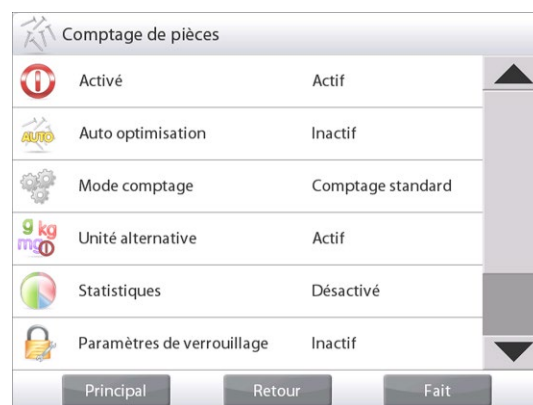 Comptage de pièces
Activé Actif
AUTO Auto optimisation Inactif
Mode comptage Comptage standard
g kg mg Unité alternative Actif
Statistiques Désactivé
Paramètres de verrouillage Inactif
Principal Retour Fait